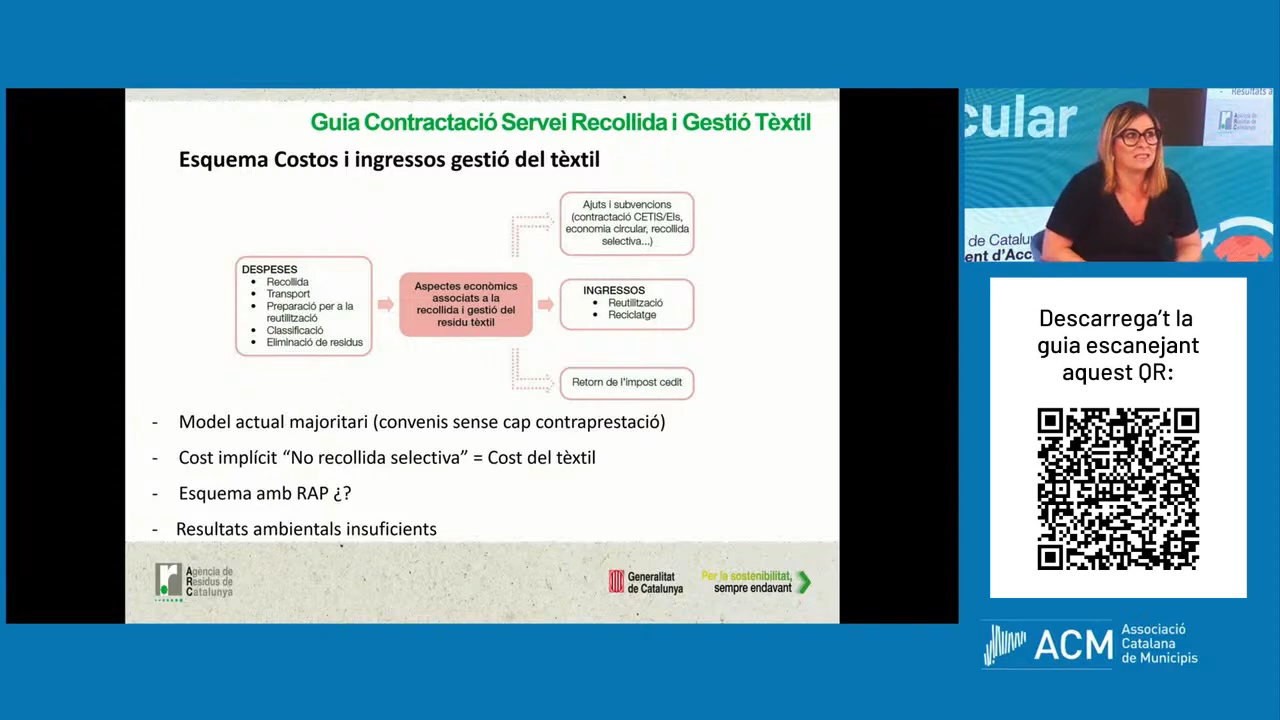 Guia Contractació Servei Recollida i Gestió Tèxtil
Esquema Costos i ingressos gestió del tèxtil
Ajuts i subvencions
(contractació CETIS/EIs,
economia circular, recollida
selectiva...)
DESPESES
• Recollida
• Transport
• Preparació per a la
reutilització
• Classificació
• Eliminació de residus
Aspectes econòmics
associats a la
recollida i gestió del
residu tèxtil
INGRESSOS
• Reutilització
• Reciclatge
Retorn de l'impost cedit
- Model actual majoritari (convenis sense cap contraprestació)
- Cost implícit “No recollida selectiva” = Cost del tèxtil
- Esquema amb RAP ¿?
- Resultats ambientals insuficients
Agència de
Residus de
Catalunya
Generalitat
de Catalunya
Per la sostenibilitat,
sempre endavant
cular
Resultats a
de Catalu
ent d'Acc
Descarrega't la
guia escanejant
aquest QR:
ACM
Associació
Catalana
de Municipis